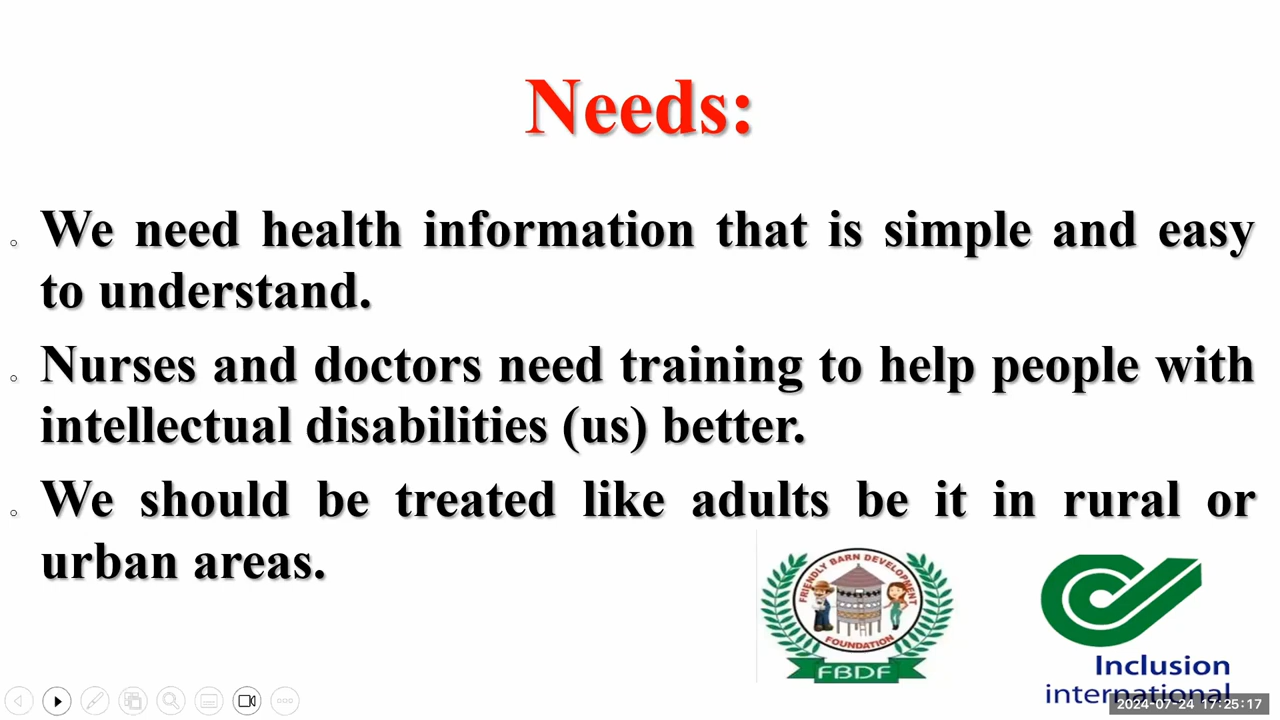 Needs:
We need health information that is simple and easy
to understand.
Nurses and doctors need training to help people with
intellectual disabilities (us) better.
We should be treated like adults be it in rural or
urban areas.
FRIENDLY BARN DEVELOPMENT
FOUNDATION
FBDF
Inclusion
international
2024-07-24 17:25:17